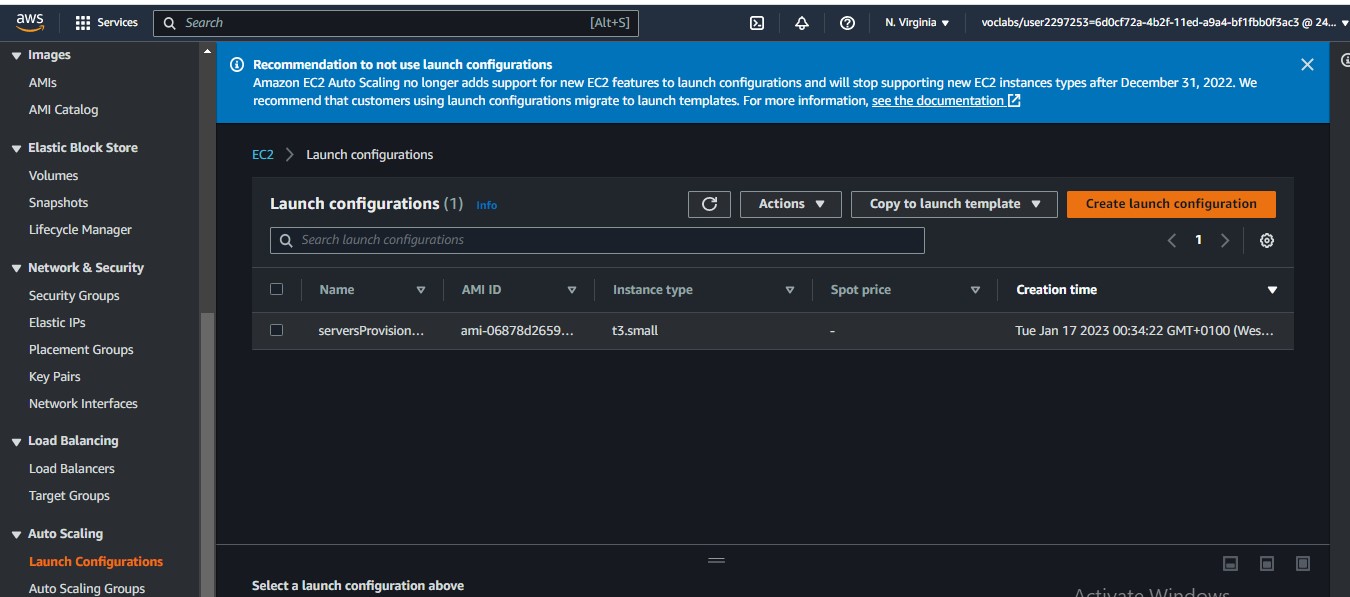 aws
Services
Search
[Alt+S]
N. Virginia
voclabs/user2297253=6d0cf72a-4b2f-11ed-a9a4-bf1fbb0f3ac3 @ 24...
Images
AMIs
AMI Catalog
Elastic Block Store
Volumes
Snapshots
Lifecycle Manager
Network & Security
Security Groups
Elastic IPs
Placement Groups
Key Pairs
Network Interfaces
Load Balancing
Load Balancers
Target Groups
Auto Scaling
Launch Configurations
Auto Scaling Groups
Recommendation to not use launch configurations
Amazon EC2 Auto Scaling no longer adds support for new EC2 features to launch configurations and will stop supporting new EC2 instances types after December 31, 2022. We
recommend that customers using launch configurations migrate to launch templates. For more information, see the documentation
EC2 > Launch configurations
Launch configurations (1) Info
Actions
Copy to launch template
Create launch configuration
Search launch configurations
1
Name AMI ID Instance type Spot price Creation time
serversProvision... ami-06878d2659... t3.small - Tue Jan 17 2023 00:34:22 GMT+0100 (Wes...
Select a launch configuration above
Activate Windows